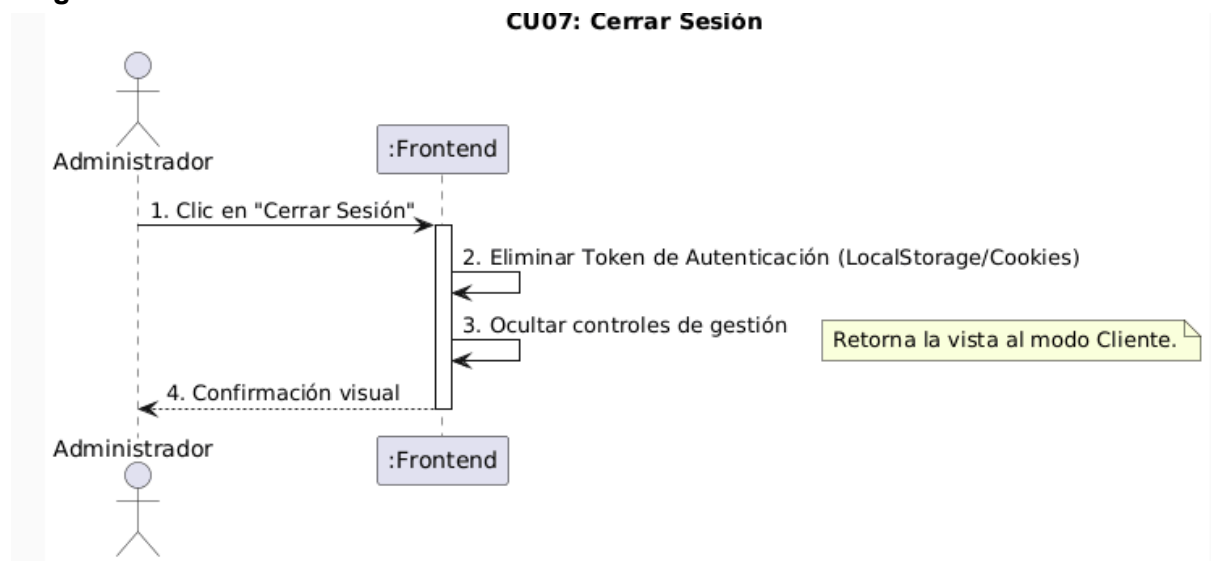 CU07: Cerrar Sesión
Administrador
:Frontend
1. Clic en "Cerrar Sesión"
2. Eliminar Token de Autenticación (LocalStorage/Cookies)
3. Ocultar controles de gestión
Retorna la vista al modo Cliente.
4. Confirmación visual
Administrador
:Frontend